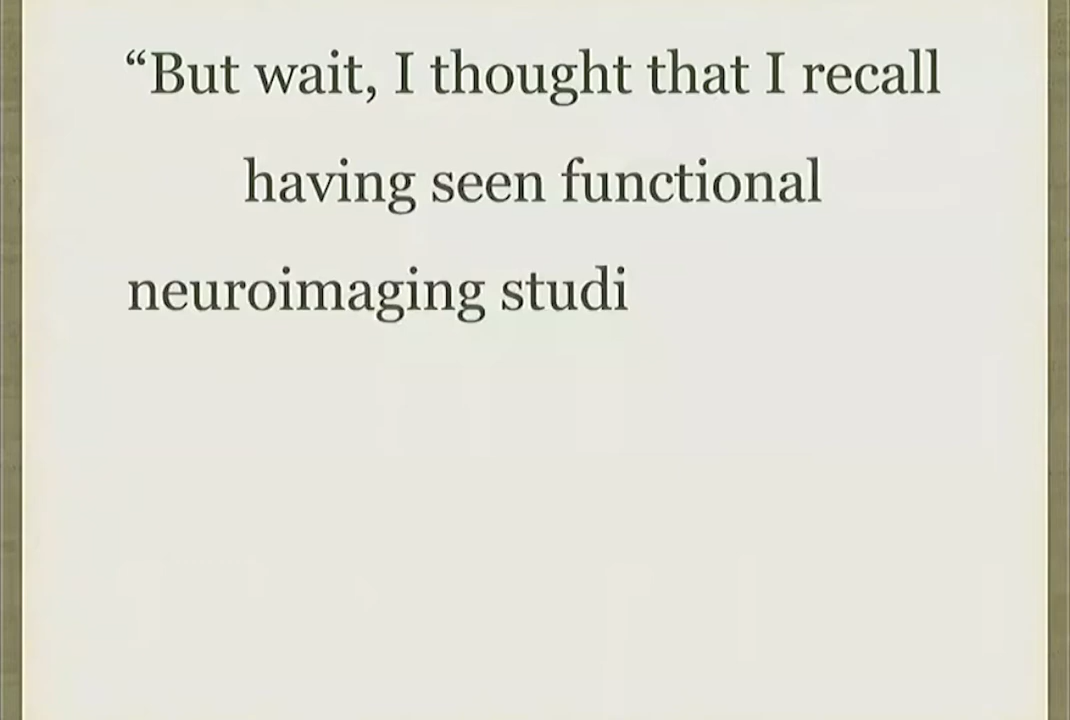 “But wait, I thought that I recall
having seen functional
neuroimaging studi